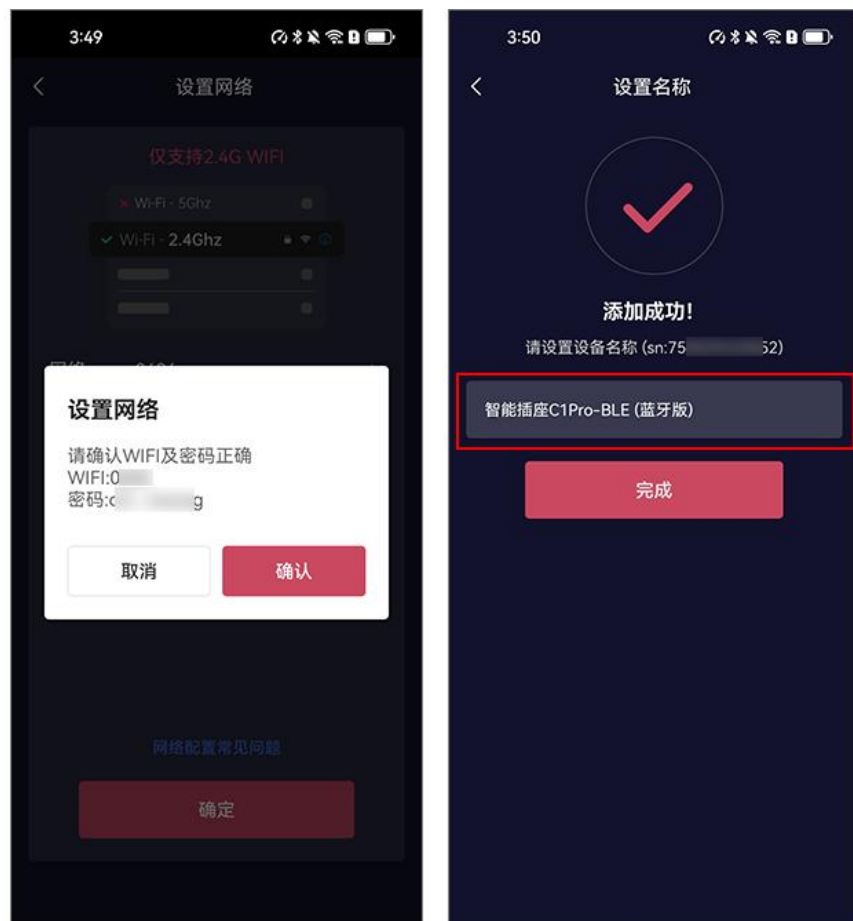 3:49
设置网络
仅支持2.4G WIFI
Wi-Fi - 5Ghz
Wi-Fi - 2.4Ghz
设置网络
请确认WIFI及密码正确
WIFI:0
密码:c g
取消 确认
网络配置常见问题
确定
3:50
设置名称
添加成功!
请设置设备名称 (sn:75 52)
智能插座C1Pro-BLE (蓝牙版)
完成